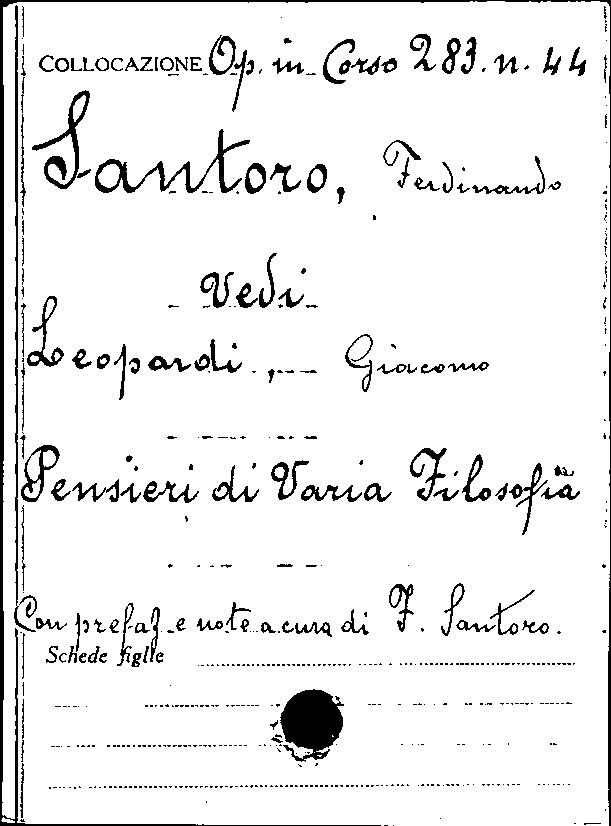 COLLOCAZIONE Op. in Corso 283. n. 44
Santoro, Ferdinando
Vedi
Leopardi, Giacomo
Pensieri di Varia Filosofia
Con prefaz. e note a cura di F. Santoro.
Schede figlie